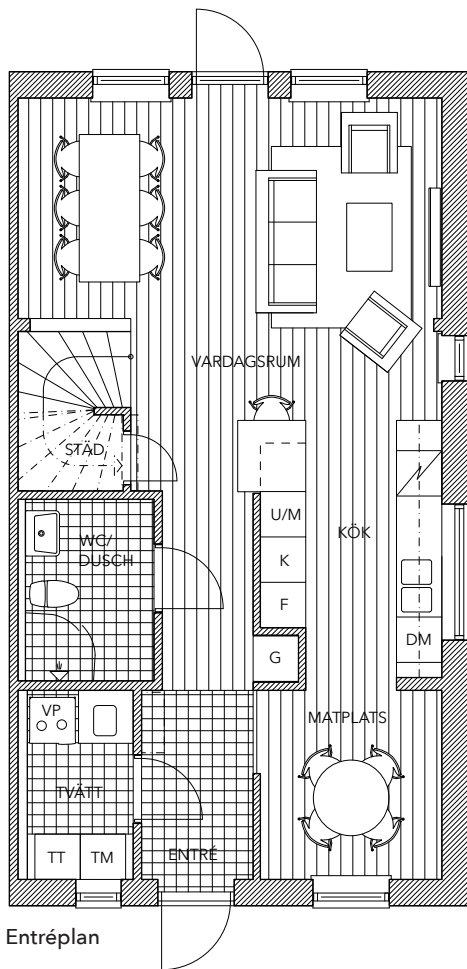 VARDAGSRUM
STÄD
U/M
KÖK
WC/
DUSCH
K
F
DM
G
VP
MATPLATS
TVÄTT
TT
TM
ENTRÉ
Entréplan